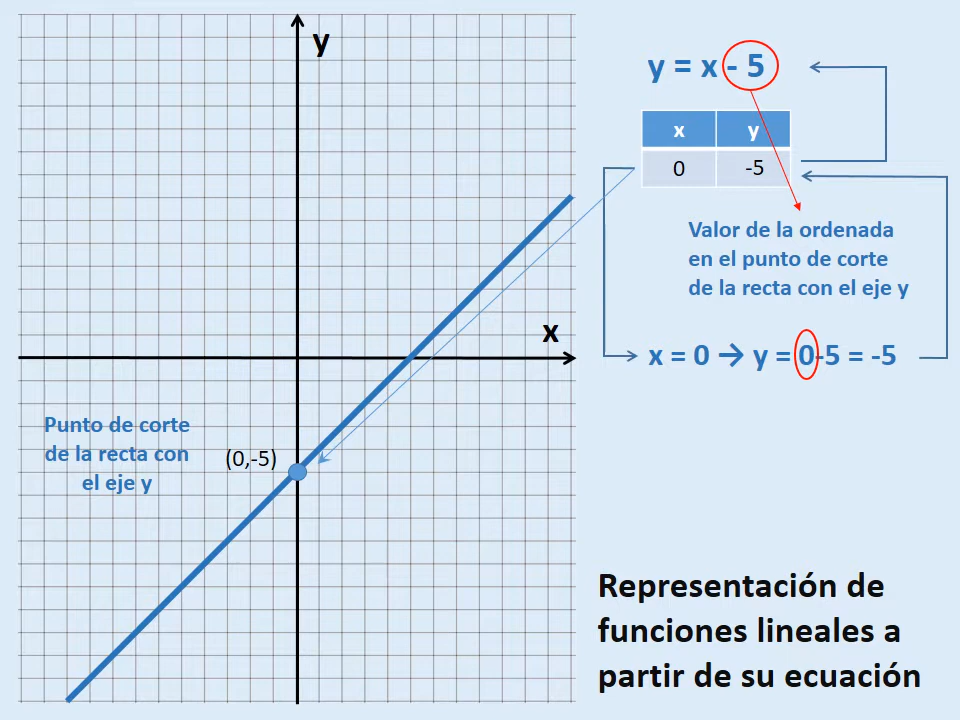 y
y = x - 5
x y
0 -5
Valor de la ordenada
en el punto de corte
de la recta con el eje y
x
x = 0 → y = 0-5 = -5
Punto de corte
de la recta con
el eje y
(0,-5)
Representación de
funciones lineales a
partir de su ecuación